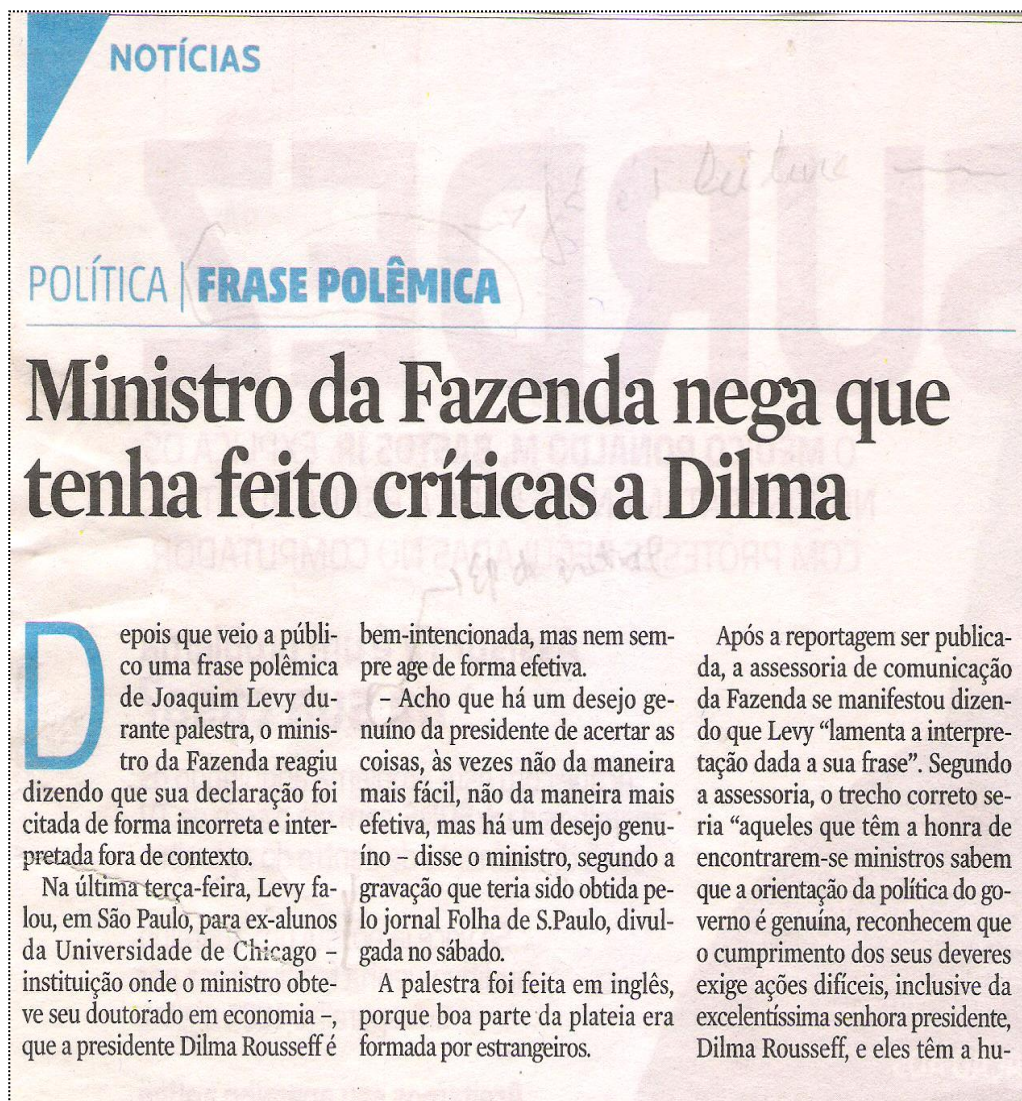 NOTÍCIAS
POLÍTICA | FRASE POLÊMICA
Ministro da Fazenda nega que
tenha feito críticas a Dilma
Depois que veio a públi-
co uma frase polêmica
de Joaquim Levy du-
rante palestra, o minis-
tro da Fazenda reagiu
dizendo que sua declaração foi
citada de forma incorreta e inter-
pretada fora de contexto.
Na última terça-feira, Levy fa-
lou, em São Paulo, para ex-alunos
da Universidade de Chicago –
instituição onde o ministro obte-
ve seu doutorado em economia –,
que a presidente Dilma Rousseff é
bem-intencionada, mas nem sem-
pre age de forma efetiva.
– Acho que há um desejo ge-
nuíno da presidente de acertar as
coisas, às vezes não da maneira
mais fácil, não da maneira mais
efetiva, mas há um desejo genu-
íno – disse o ministro, segundo a
gravação que teria sido obtida pe-
lo jornal Folha de S.Paulo, divul-
gada no sábado.
A palestra foi feita em inglês,
porque boa parte da plateia era
formada por estrangeiros.
Após a reportagem ser publica-
da, a assessoria de comunicação
da Fazenda se manifestou dizen-
do que Levy “lamenta a interpre-
tação dada a sua frase”. Segundo
a assessoria, o trecho correto se-
ria “aqueles que têm a honra de
encontrarem-se ministros sabem
que a orientação da política do go-
verno é genuína, reconhecem que
o cumprimento dos seus deveres
exige ações difíceis, inclusive da
excelentíssima senhora presidente,
Dilma Rousseff, e eles têm a hu-